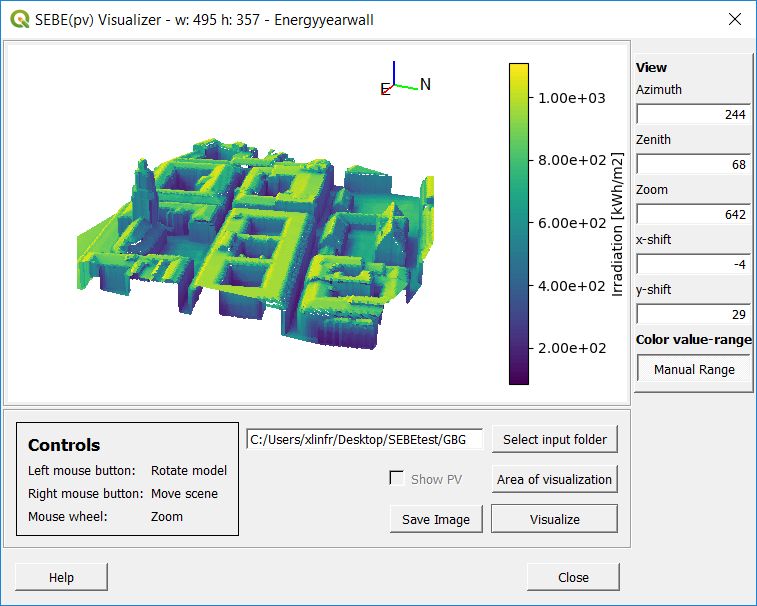 SEBE(pv) Visualizer - w: 495 h: 357 - Energyyearwall
E
N
1.00e+03
8.00e+02
6.00e+02
4.00e+02
2.00e+02
Irradiation [kWh/m2]
View
Azimuth
244
Zenith
68
Zoom
642
x-shift
-4
y-shift
29
Color value-range
Manual Range
Controls
Left mouse button: Rotate model
Right mouse button: Move scene
Mouse wheel: Zoom
C:/Users/xlinfr/Desktop/SEBEtest/GBG
Select input folder
Show PV
Area of visualization
Save Image
Visualize
Help
Close